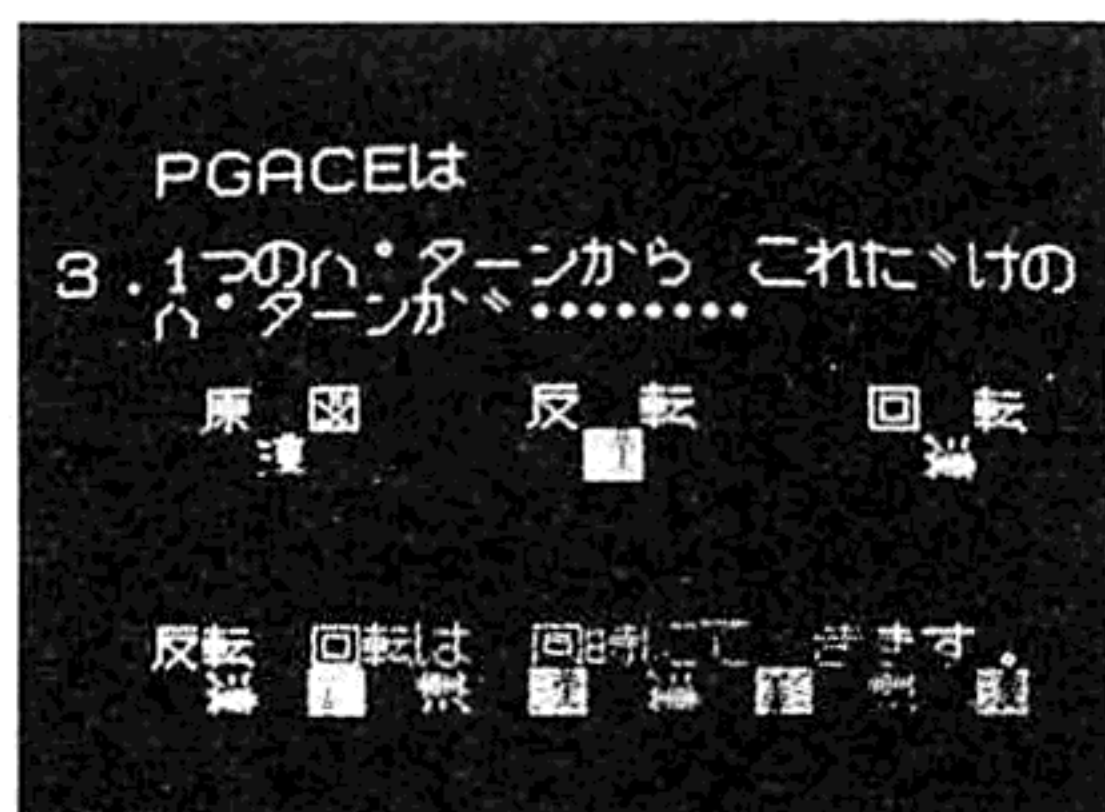 PGACEは
3.1つのパターンから これだけの
パターンが・・・・・・・・
原 図 反 転 回 転
反転 回転は 同時にできます。